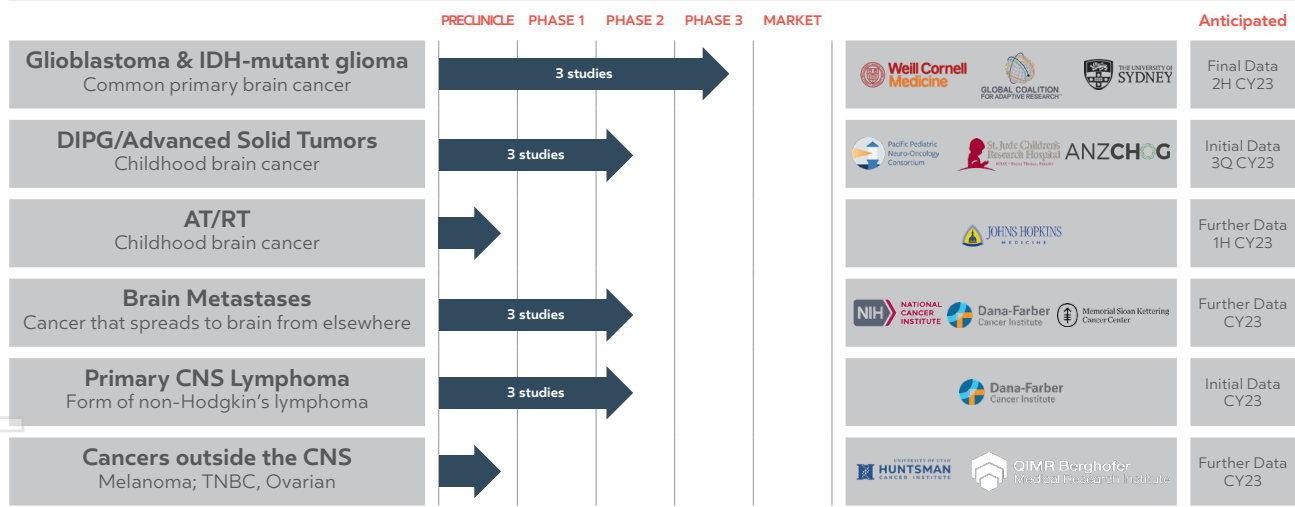 PRECLINICLE PHASE 1 PHASE 2 PHASE 3 MARKET Anticipated
Glioblastoma & IDH-mutant glioma
Common primary brain cancer
3 studies
Weill Cornell
Medicine
GLOBAL COALITION
FOR ADAPTIVE RESEARCH
THE UNIVERSITY OF
SYDNEY
Final Data
2H CY23
DIPG/Advanced Solid Tumors
Childhood brain cancer
3 studies
Pacific Pediatric
Neuro-Oncology
Consortium
St. Jude Children's
Research Hospital
ANZCHOG
Initial Data
3Q CY23
AT/RT
Childhood brain cancer
JOHNS HOPKINS
MEDICINE
Further Data
1H CY23
Brain Metastases
Cancer that spreads to brain from elsewhere
3 studies
NIH
NATIONAL
CANCER
INSTITUTE
Dana-Farber
Cancer Institute
Memorial Sloan Kettering
Cancer Center
Further Data
CY23
Primary CNS Lymphoma
Form of non-Hodgkin's lymphoma
3 studies
Dana-Farber
Cancer Institute
Initial Data
CY23
Cancers outside the CNS
Melanoma; TNBC, Ovarian
UNIVERSITY OF UTAH
HUNTSMAN
CANCER INSTITUTE
QIMR Berghofer
Medical Research Institute
Further Data
CY23